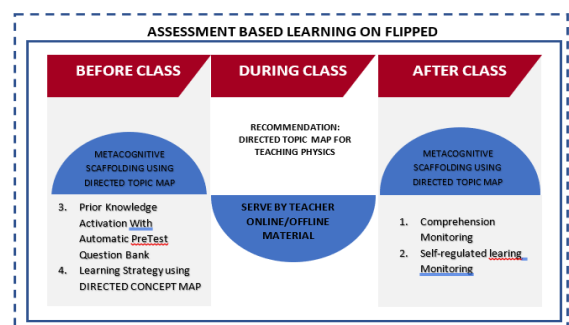 ASSESSMENT BASED LEARNING ON FLIPPED
BEFORE CLASS
METACOGNITIVE
SCAFFOLDING USING
DIRECTED TOPIC MAP
3. Prior Knowledge
Activation With
Automatic PreTest
Question Bank
4. Learning Strategy using
DIRECTED CONCEPT MAP
DURING CLASS
RECOMMENDATION:
DIRECTED TOPIC MAP FOR
TEACHING PHYSICS
SERVE BY TEACHER
ONLINE/OFFLINE
MATERIAL
AFTER CLASS
METACOGNITIVE
SCAFFOLDING USING
DIRECTED TOPIC MAP
1. Comprehension
Monitoring
2. Self-regulated learing
Monitoring